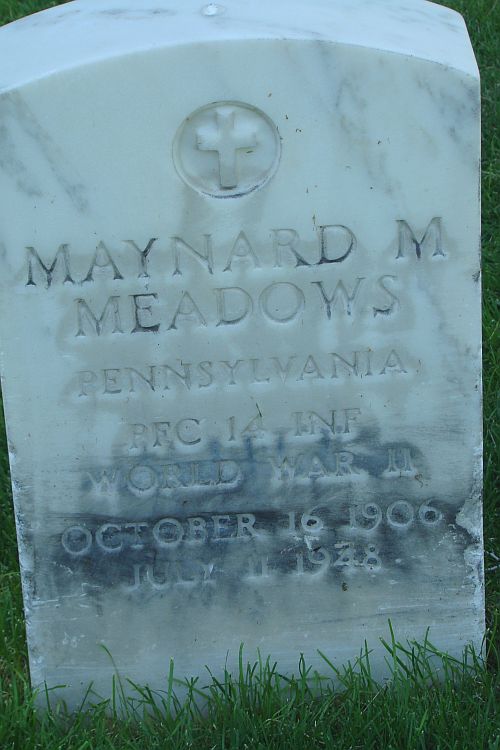 MAYNARD M
MEADOWS
PENNSYLVANIA
PFC 14 INF
WORLD WAR II
OCTOBER 16 1906
JULY 11 1948